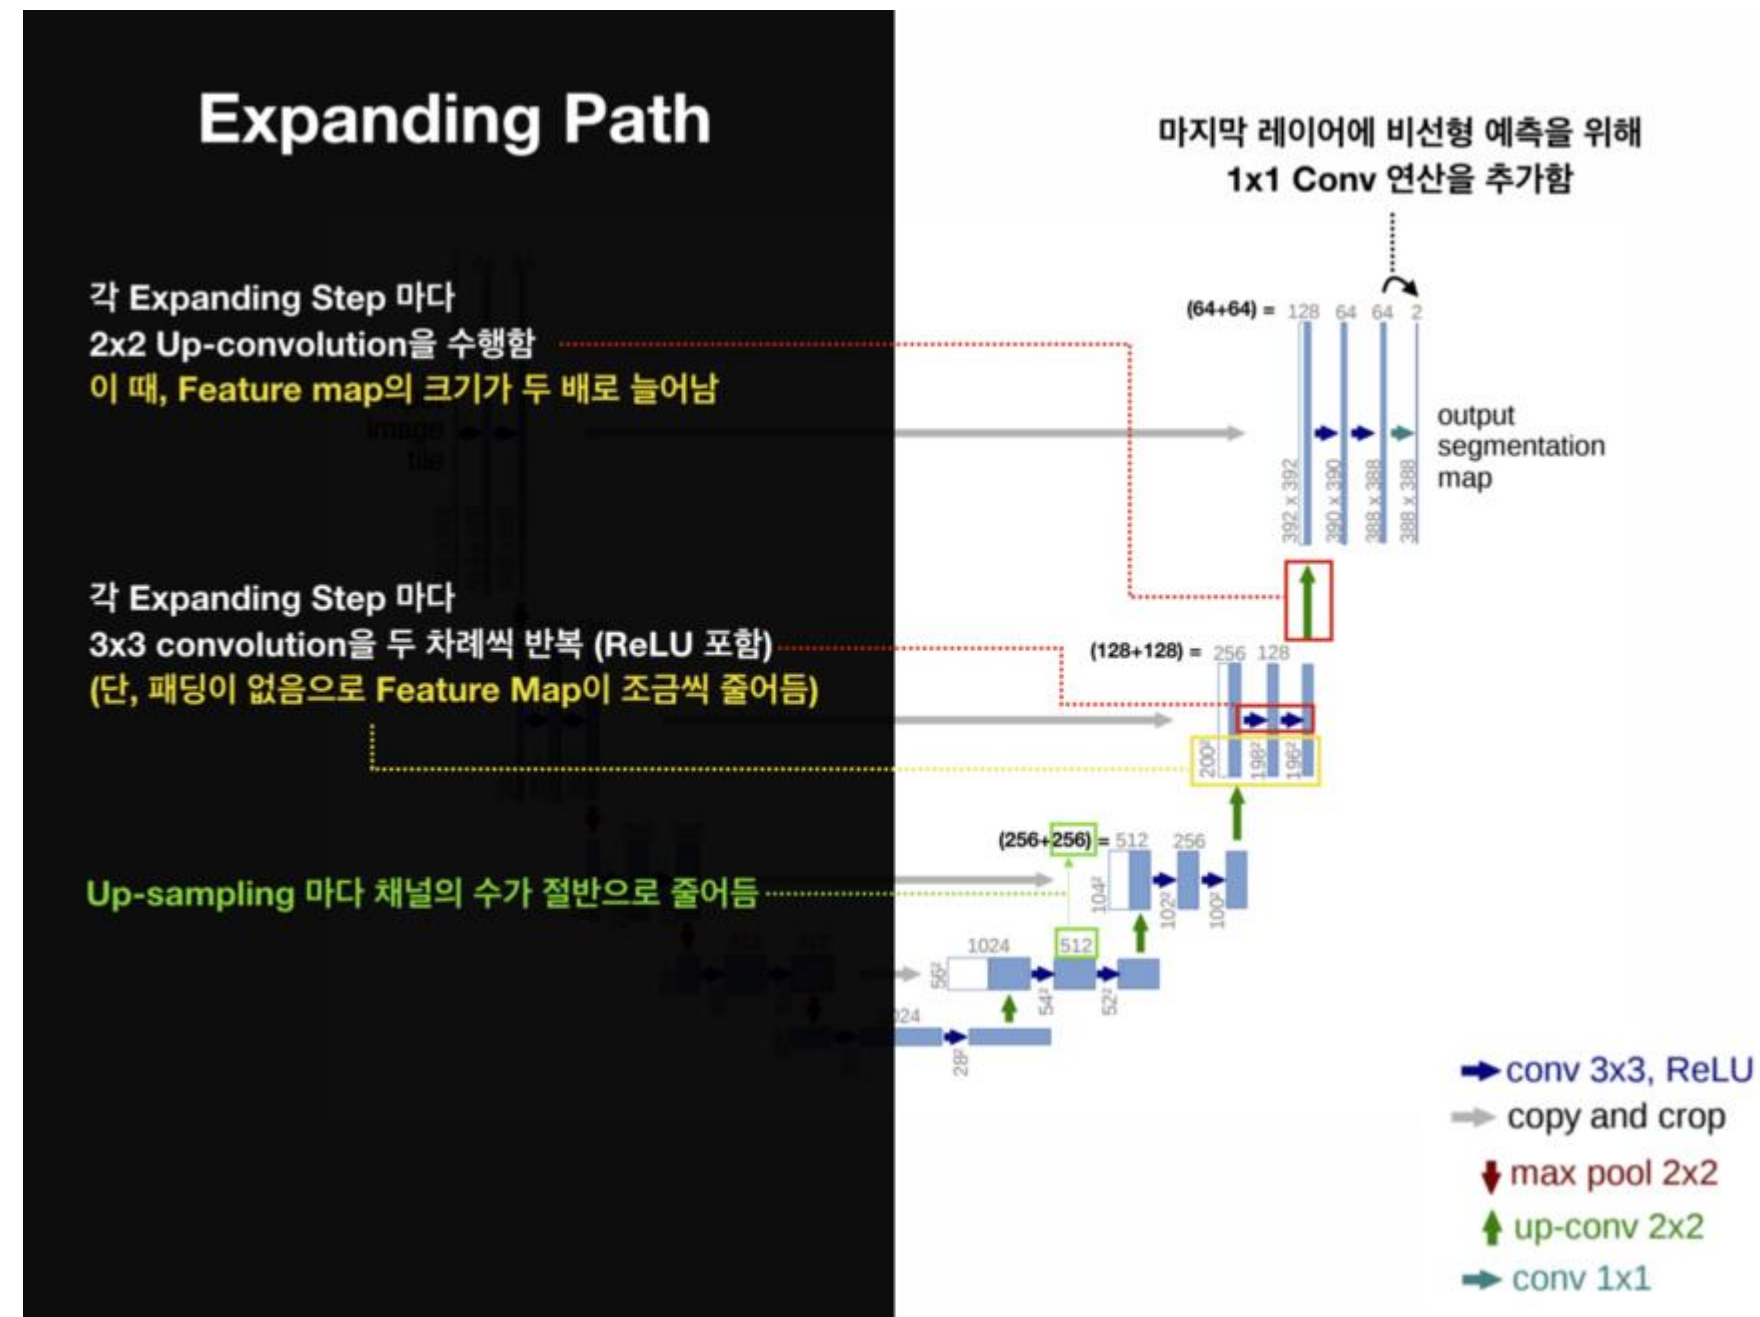 Expanding Path
각 Expanding Step 마다
2x2 Up-convolution을 수행함
이 때, Feature map의 크기가 두 배로 늘어남
image
tile
각 Expanding Step 마다
3x3 convolution을 두 차례씩 반복 (ReLU 포함)
(단, 패딩이 없음으로 Feature Map이 조금씩 줄어듬)
Up-sampling 마다 채널의 수가 절반으로 줄어듬
마지막 레이어에 비선형 예측을 위해
1x1 Conv 연산을 추가함
(64+64) = 128 64 64 2
392 x 392
390 x 390
388 x 388
388 x 388
output
segmentation
map
(128+128) = 256 128
200²
198²
196²
(256+256) = 512 256
104²
102²
100²
1024 512
56²
54²
52²
28²
conv 3x3, ReLU
copy and crop
max pool 2x2
up-conv 2x2
conv 1x1